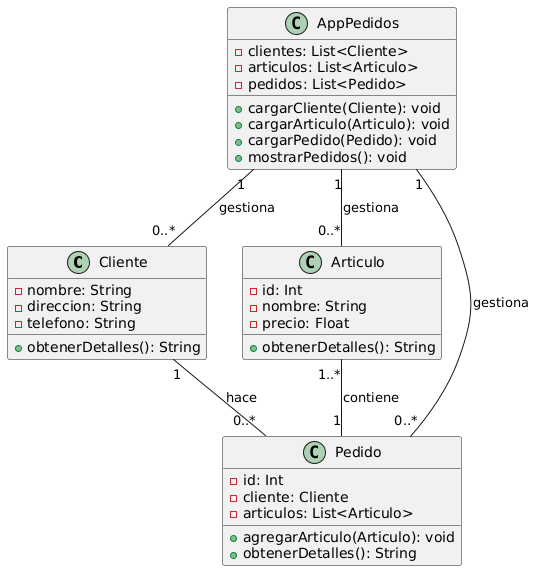 C AppPedidos
clientes: List<Cliente>
articulos: List<Articulo>
pedidos: List<Pedido>
cargarCliente(Cliente): void
cargarArticulo(Articulo): void
cargarPedido(Pedido): void
mostrarPedidos(): void
1 1 1
gestiona gestiona
0..* 0..*
C Cliente
nombre: String
direccion: String
telefono: String
obtenerDetalles(): String
C Articulo
id: Int
nombre: String
precio: Float
obtenerDetalles(): String
gestiona
1 1..*
hace contiene
0..* 1 0..*
C Pedido
id: Int
cliente: Cliente
articulos: List<Articulo>
agregarArticulo(Articulo): void
obtenerDetalles(): String